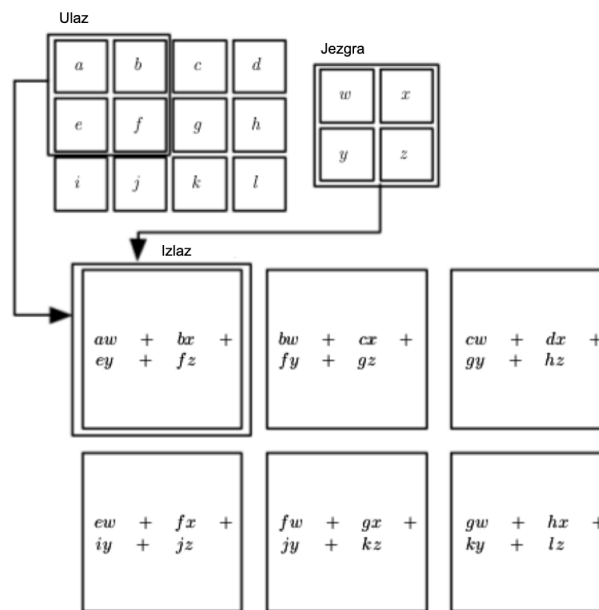 Ulaz
Jezgra
a b c d
w x
e f g h
y z
i j k l
Izlaz
aw + bx + bw + cx + cw + dx +
ey + fz fy + gz gy + hz
ew + fx + fw + gx + gw + hx +
iy + jz jy + kz ky + lz